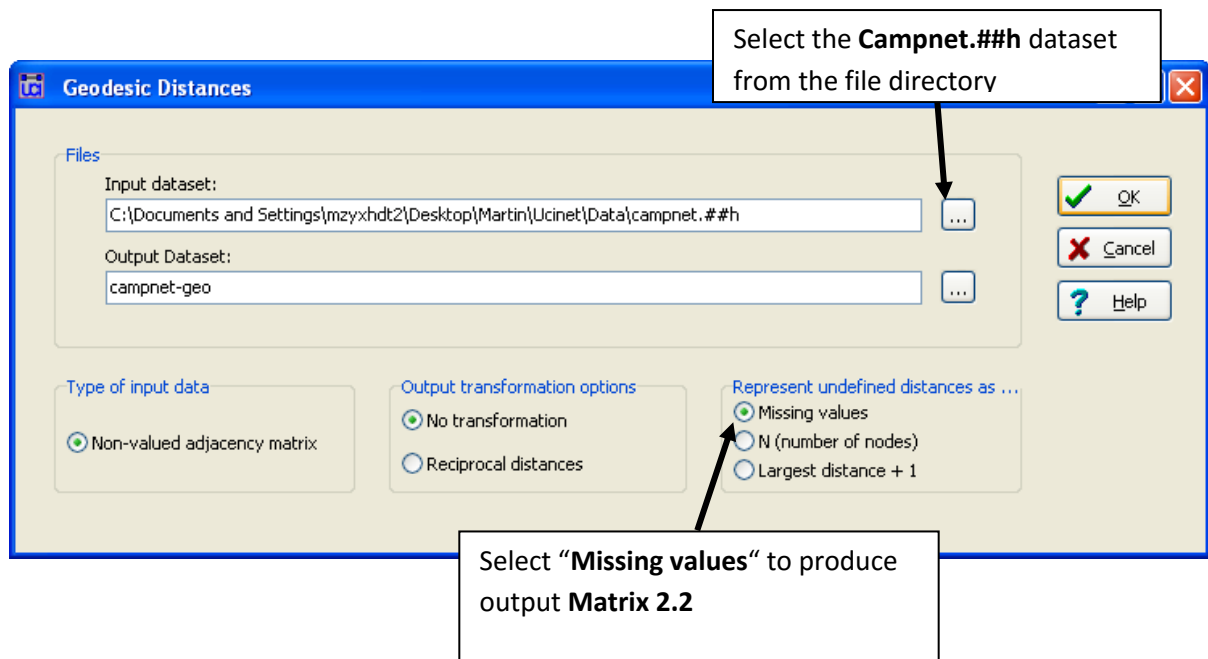 Select the Campnet.##h dataset
from the file directory
Geodesic Distances
Files
Input dataset:
C:\Documents and Settings\mzyxhdt2\Desktop\Martin\Ucinet\Data\campnet.##h
...
OK
Output Dataset:
campnet-geo
...
Cancel
Help
Type of input data
Non-valued adjacency matrix
Output transformation options
No transformation
Reciprocal distances
Represent undefined distances as ...
Missing values
N (number of nodes)
Largest distance + 1
Select “Missing values“ to produce
output Matrix 2.2